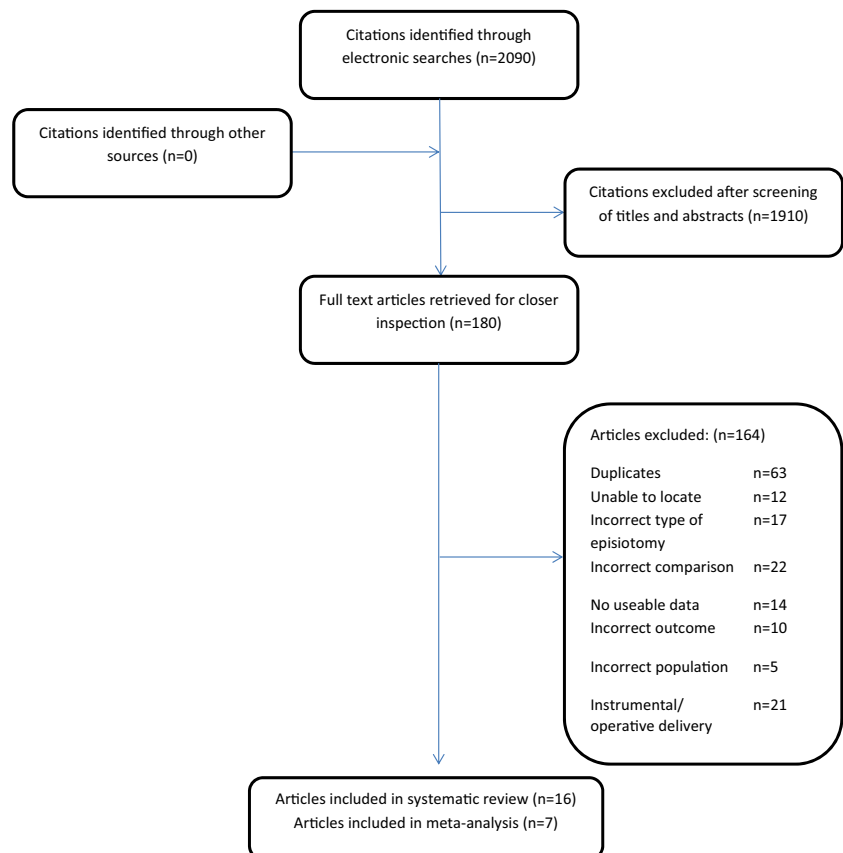 Citations identified through
electronic searches (n=2090)
Citations identified through other
sources (n=0)
Citations excluded after screening
of titles and abstracts (n=1910)
Full text articles retrieved for closer
inspection (n=180)
Articles excluded: (n=164)
Duplicates n=63
Unable to locate n=12
Incorrect type of n=17
episiotomy
Incorrect comparison n=22
No useable data n=14
Incorrect outcome n=10
Incorrect population n=5
Instrumental/ n=21
operative delivery
Articles included in systematic review (n=16)
Articles included in meta-analysis (n=7)